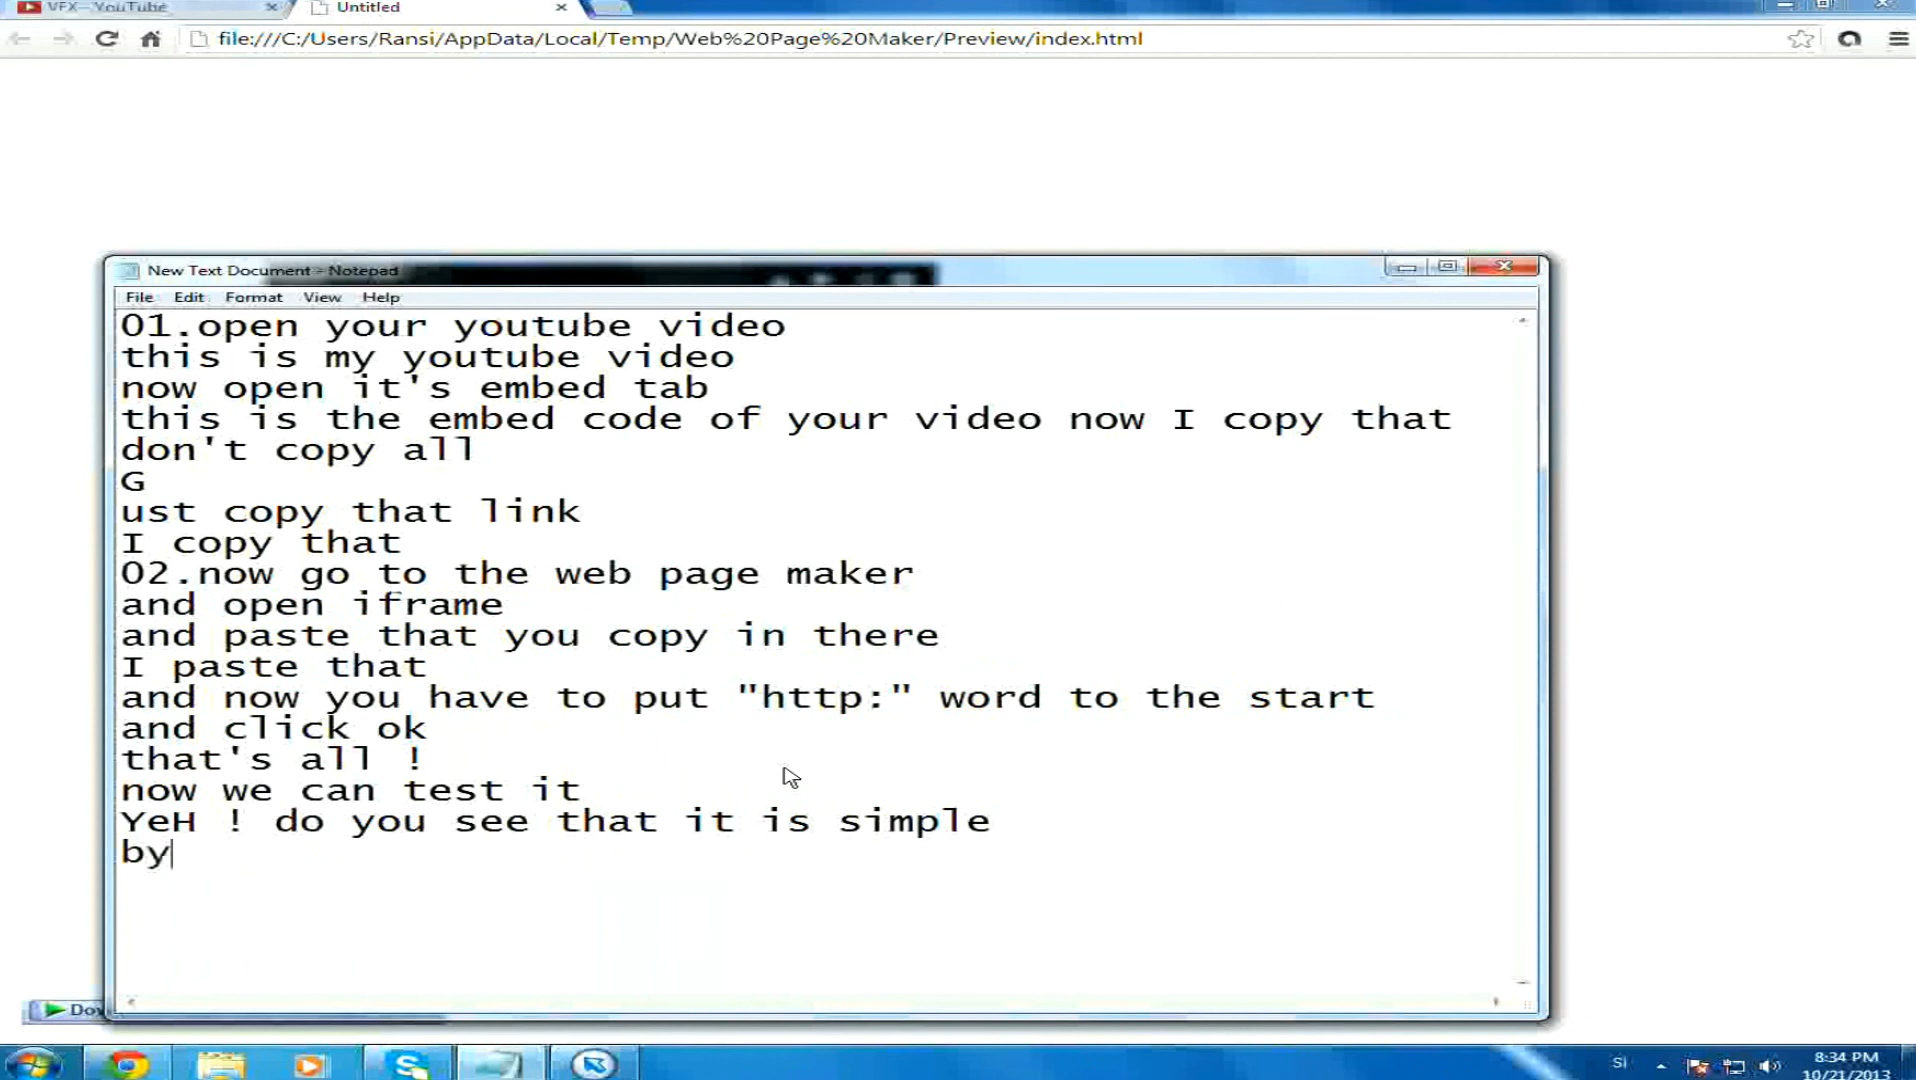 VFX - YouTube
Untitled
file:///C:/Users/Ransi/AppData/Local/Temp/Web%20Page%20Maker/Preview/index.html
New Text Document - Notepad
File Edit Format View Help
01.open your youtube video
this is my youtube video
now open it's embed tab
this is the embed code of your video now I copy that
don't copy all
G
ust copy that link
I copy that
02.now go to the web page maker
and open iframe
and paste that you copy in there
I paste that
and now you have to put "http:" word to the start
and click ok
that's all !
now we can test it
YeH ! do you see that it is simple
by
Dow
SI
8:34 PM
10/21/2013